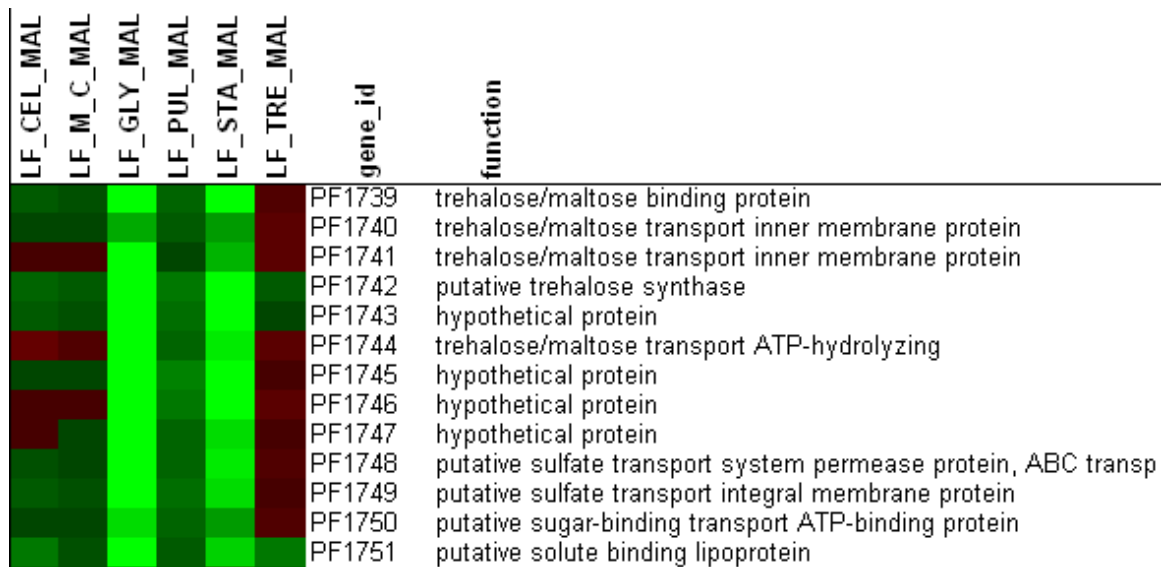 LF_CEL_MAL
LF_M_C_MAL
LF_GLY_MAL
LF_PUL_MAL
LF_STA_MAL
LF_TRE_MAL
gene_id
function
PF1739 trehalose/maltose binding protein
PF1740 trehalose/maltose transport inner membrane protein
PF1741 trehalose/maltose transport inner membrane protein
PF1742 putative trehalose synthase
PF1743 hypothetical protein
PF1744 trehalose/maltose transport ATP-hydrolyzing
PF1745 hypothetical protein
PF1746 hypothetical protein
PF1747 hypothetical protein
PF1748 putative sulfate transport system permease protein, ABC transp
PF1749 putative sulfate transport integral membrane protein
PF1750 putative sugar-binding transport ATP-binding protein
PF1751 putative solute binding lipoprotein